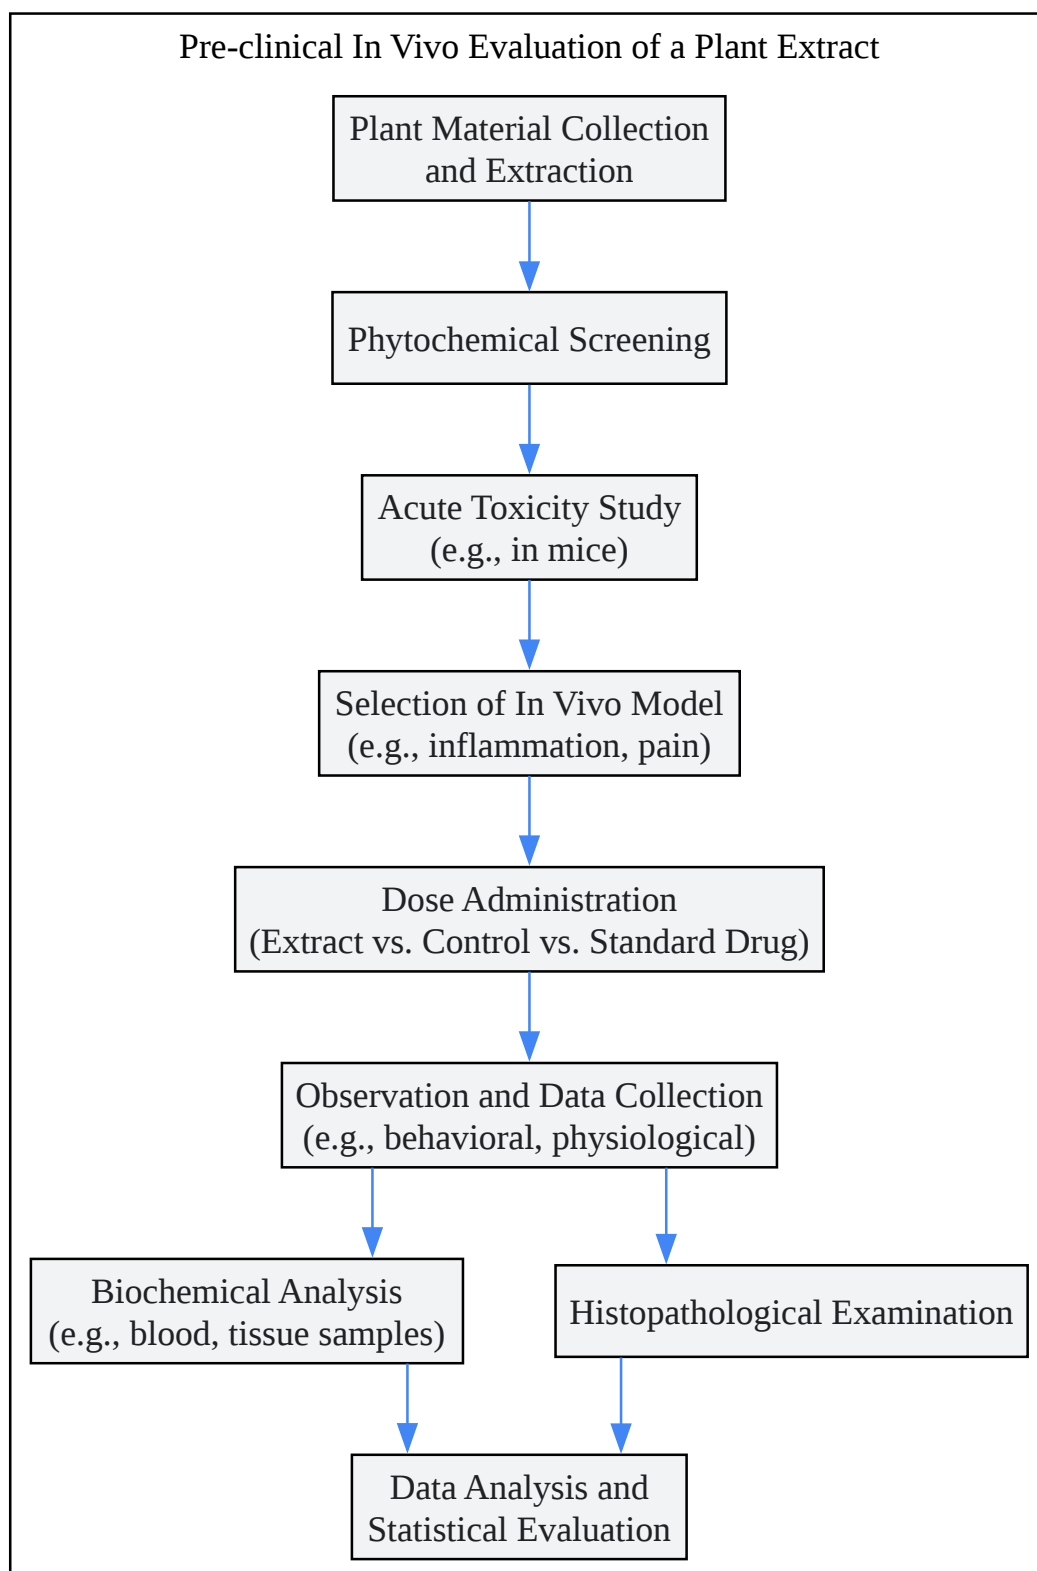 Pre-clinical In Vivo Evaluation of a Plant Extract
Plant Material Collection
and Extraction
Phytochemical Screening
Acute Toxicity Study
(e.g., in mice)
Selection of In Vivo Model
(e.g., inflammation, pain)
Dose Administration
(Extract vs. Control vs. Standard Drug)
Observation and Data Collection
(e.g., behavioral, physiological)
Biochemical Analysis
(e.g., blood, tissue samples)
Histopathological Examination
Data Analysis and
Statistical Evaluation